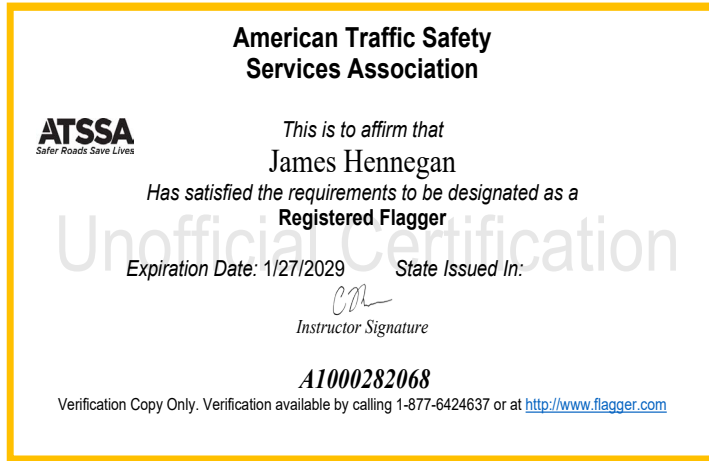 American Traffic Safety
Services Association
ATSSA
Safer Roads Save Lives
This is to affirm that
James Hennegan
Has satisfied the requirements to be designated as a
Registered Flagger
Unofficial Certification
Expiration Date: 1/27/2029 State Issued In:
Instructor Signature
A1000282068
Verification Copy Only. Verification available by calling 1-877-6424637 or at http://www.flagger.com